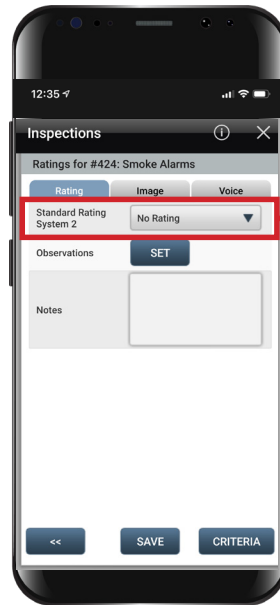 12:35
Inspections
Ratings for #424: Smoke Alarms
Rating Image Voice
Standard Rating
System 2
No Rating
Observations SET
Notes
<< SAVE CRITERIA